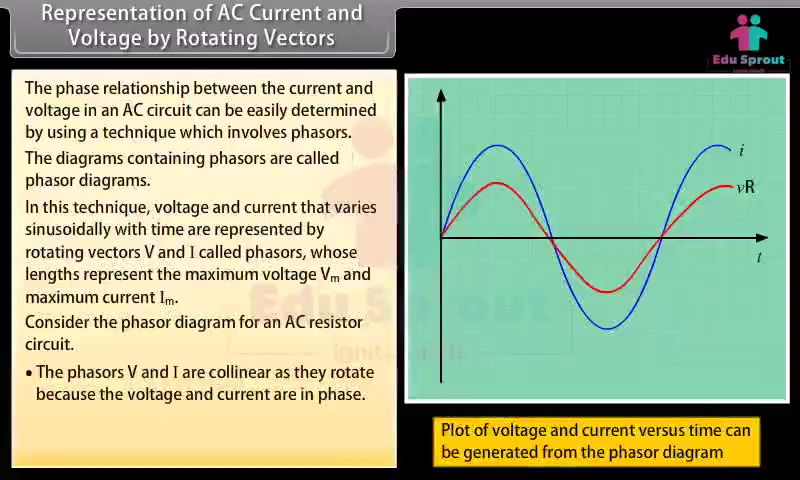 Representation of AC Current and
Voltage by Rotating Vectors
Edu Sprout
The phase relationship between the current and
voltage in an AC circuit can be easily determined
by using a technique which involves phasors.
The diagrams containing phasors are called
phasor diagrams.
In this technique, voltage and current that varies
sinusoidally with time are represented by
rotating vectors V and I called phasors, whose
lengths represent the maximum voltage Vm and
maximum current Im.
Consider the phasor diagram for an AC resistor
circuit.
• The phasors V and I are collinear as they rotate
because the voltage and current are in phase.
i
vR
t
Plot of voltage and current versus time can
be generated from the phasor diagram
Edu Sprout